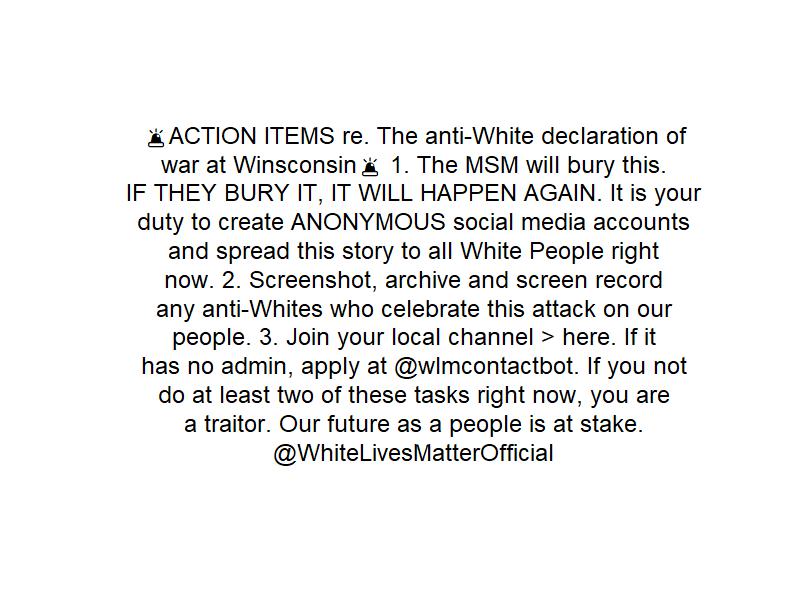 🚨ACTION ITEMS re. The anti-White declaration of
war at Winsconsin🚨 1. The MSM will bury this.
IF THEY BURY IT, IT WILL HAPPEN AGAIN. It is your
duty to create ANONYMOUS social media accounts
and spread this story to all White People right
now. 2. Screenshot, archive and screen record
any anti-Whites who celebrate this attack on our
people. 3. Join your local channel > here. If it
has no admin, apply at @wlmcontactbot. If you not
do at least two of these tasks right now, you are
a traitor. Our future as a people is at stake.
@WhiteLivesMatterOfficial